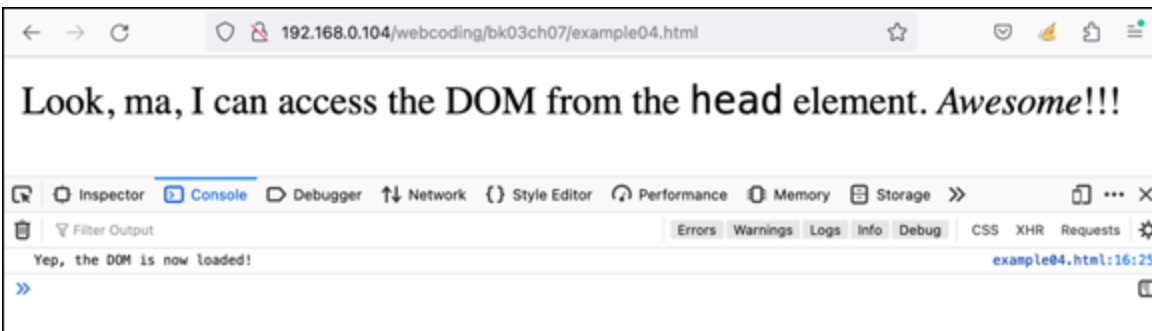 192.168.0.104/webcoding/bk03ch07/example04.html
Look, ma, I can access the DOM from the head element. Awesome!!!
Inspector Console Debugger Network {} Style Editor Performance Memory Storage
Filter Output Errors Warnings Logs Info Debug CSS XHR Requests
Yep, the DOM is now loaded! example04.html:16:25